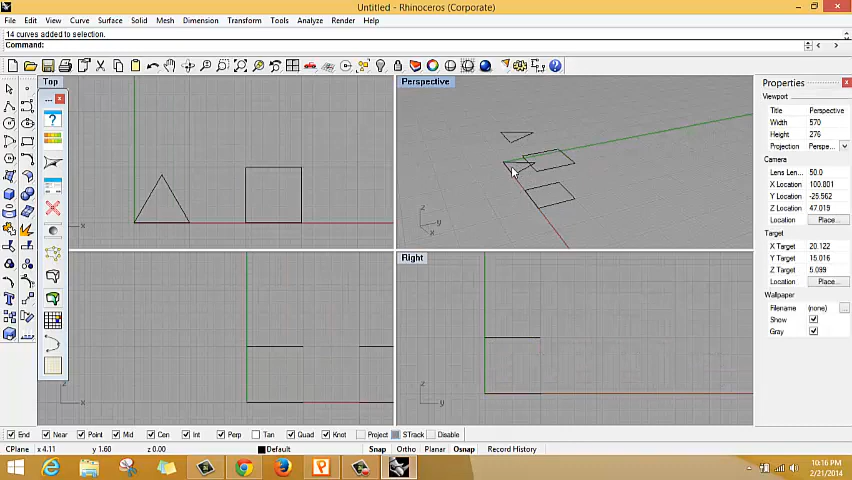 Untitled - Rhinoceros (Corporate)
File Edit View Curve Surface Solid Mesh Dimension Transform Tools Analyze Render Help
14 curves added to selection.
Command:
Top
Perspective
Right
x
z
x
y
z
x
z
y
Properties
Viewport
Title Perspective
Width 570
Height 276
Projection Perspe...
Camera
Lens Len... 50.0
X Location 100.801
Y Location -25.562
Z Location 47.019
Location Place...
Target
X Target 20.122
Y Target 15.016
Z Target 5.099
Location Place...
Wallpaper
Filename (none) ...
Show
Gray
End Near Point Mid Cen Int Perp Tan Quad Knot Project STrack Disable
CPlane x 4.11 y 1.60 z 0.00 Default Snap Ortho Planar Osnap Record History
10:16 PM
2/21/2014